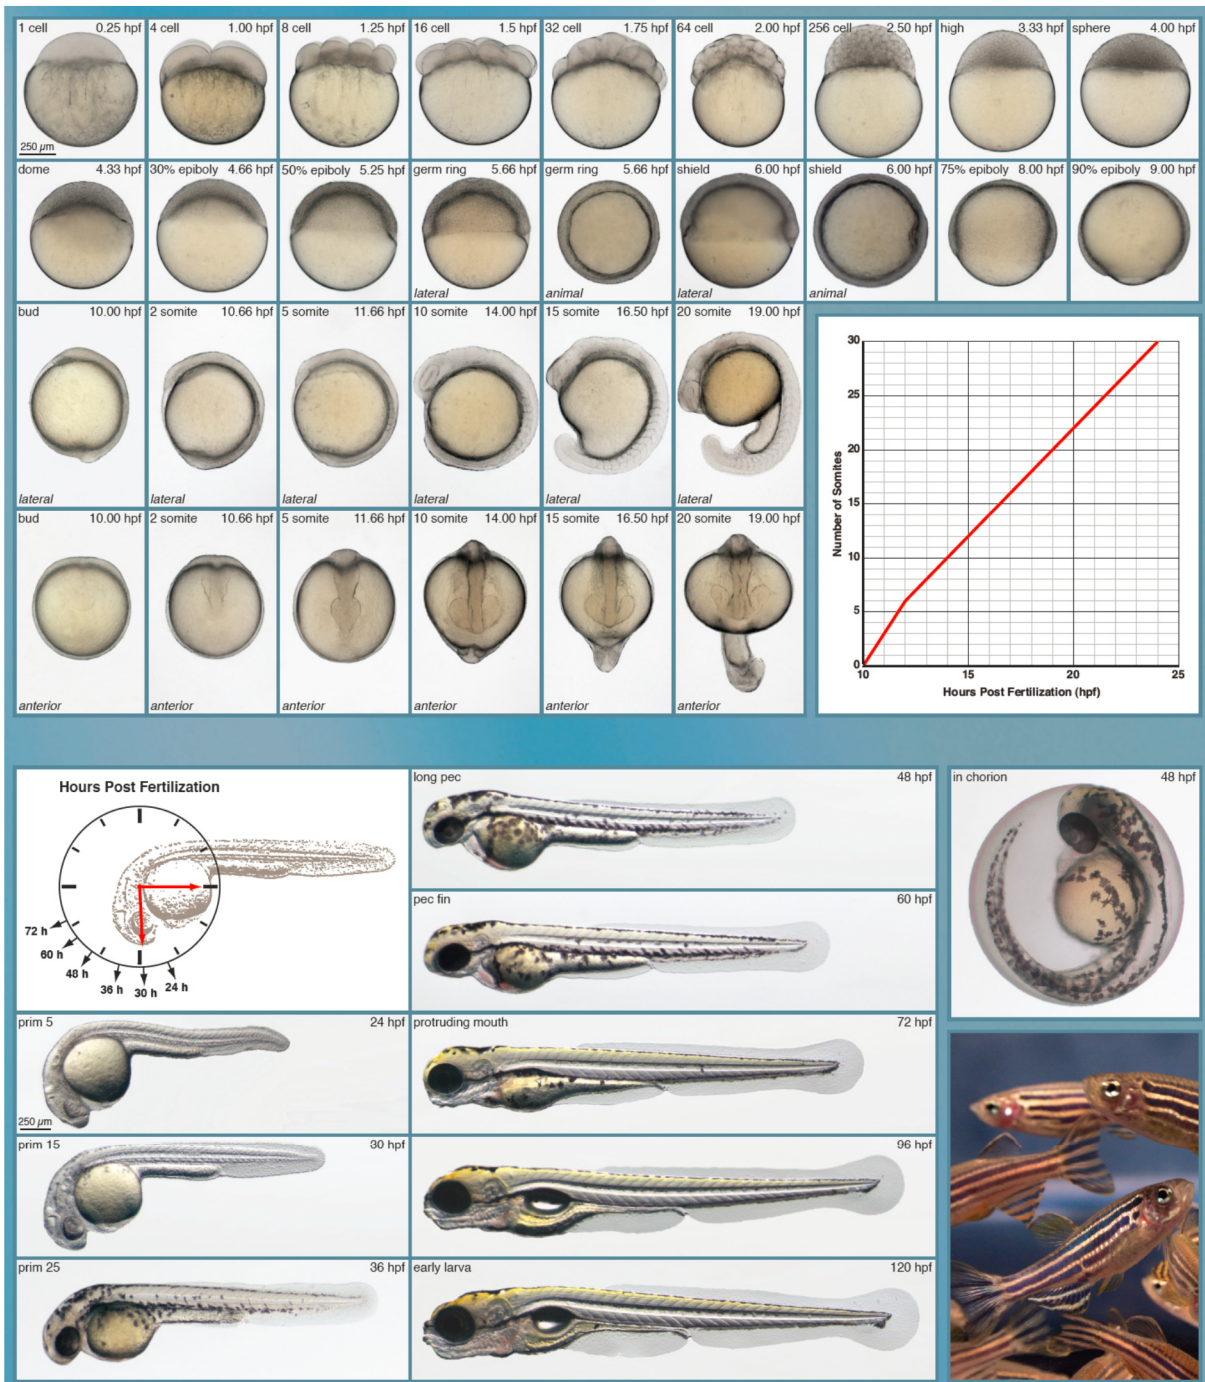 1 cell 0.25 hpf
4 cell 1.00 hpf
8 cell 1.25 hpf
16 cell 1.5 hpf
32 cell 1.75 hpf
64 cell 2.00 hpf
256 cell 2.50 hpf
high 3.33 hpf
sphere 4.00 hpf
250 µm
dome 4.33 hpf
30% epiboly 4.66 hpf
50% epiboly 5.25 hpf
germ ring 5.66 hpf
germ ring 5.66 hpf
shield 6.00 hpf
shield 6.00 hpf
75% epiboly 8.00 hpf
90% epiboly 9.00 hpf
lateral
animal
lateral
animal
bud 10.00 hpf
2 somite 10.66 hpf
5 somite 11.66 hpf
10 somite 14.00 hpf
15 somite 16.50 hpf
20 somite 19.00 hpf
lateral
lateral
lateral
lateral
lateral
lateral
bud 10.00 hpf
2 somite 10.66 hpf
5 somite 11.66 hpf
10 somite 14.00 hpf
15 somite 16.50 hpf
20 somite 19.00 hpf
anterior
anterior
anterior
anterior
anterior
anterior
Number of Somites
30
25
20
15
10
5
0
10 15 20 25
Hours Post Fertilization (hpf)
Hours Post Fertilization
72 h
60 h
48 h
36 h
30 h
24 h
prim 5 24 hpf
250 µm
prim 15 30 hpf
prim 25 36 hpf
long pec 48 hpf
pec fin 60 hpf
protruding mouth 72 hpf
96 hpf
early larva 120 hpf
in chorion 48 hpf